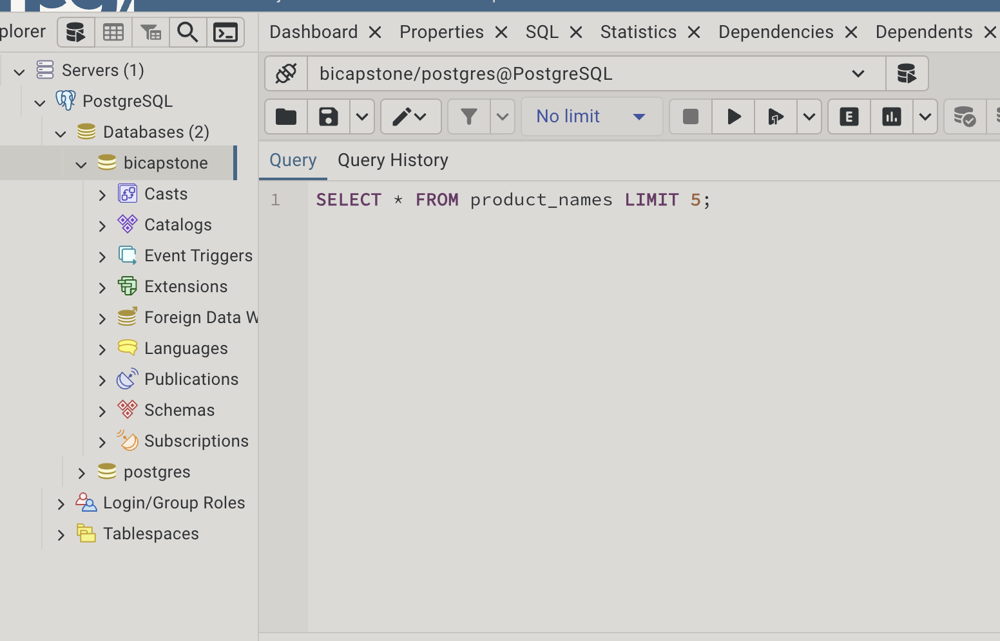 plorer
Dashboard
Properties
SQL
Statistics
Dependencies
Dependents
Servers (1)
PostgreSQL
Databases (2)
bicapstone
Casts
Catalogs
Event Triggers
Extensions
Foreign Data W
Languages
Publications
Schemas
Subscriptions
postgres
Login/Group Roles
Tablespaces
bicapstone/postgres@PostgreSQL
No limit
E
Query
Query History
1
SELECT * FROM product_names LIMIT 5;